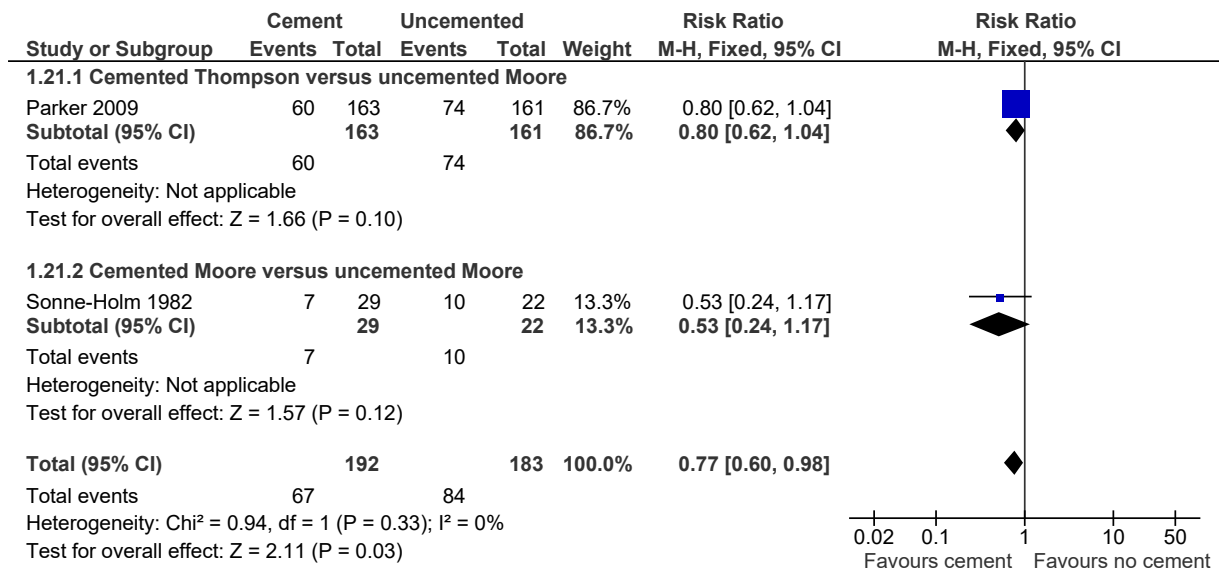 Cement Uncemented Risk Ratio Risk Ratio
Study or Subgroup Events Total Events Total Weight M-H, Fixed, 95% CI M-H, Fixed, 95% CI
1.21.1 Cemented Thompson versus uncemented Moore
Parker 2009 60 163 74 161 86.7% 0.80 [0.62, 1.04]
Subtotal (95% CI) 163 161 86.7% 0.80 [0.62, 1.04]
Total events 60 74
Heterogeneity: Not applicable
Test for overall effect: Z = 1.66 (P = 0.10)
1.21.2 Cemented Moore versus uncemented Moore
Sonne-Holm 1982 7 29 10 22 13.3% 0.53 [0.24, 1.17]
Subtotal (95% CI) 29 22 13.3% 0.53 [0.24, 1.17]
Total events 7 10
Heterogeneity: Not applicable
Test for overall effect: Z = 1.57 (P = 0.12)
Total (95% CI) 192 183 100.0% 0.77 [0.60, 0.98]
Total events 67 84
Heterogeneity: Chi² = 0.94, df = 1 (P = 0.33); I² = 0%
Test for overall effect: Z = 2.11 (P = 0.03)
0.02 0.1 1 10 50
Favours cement Favours no cement